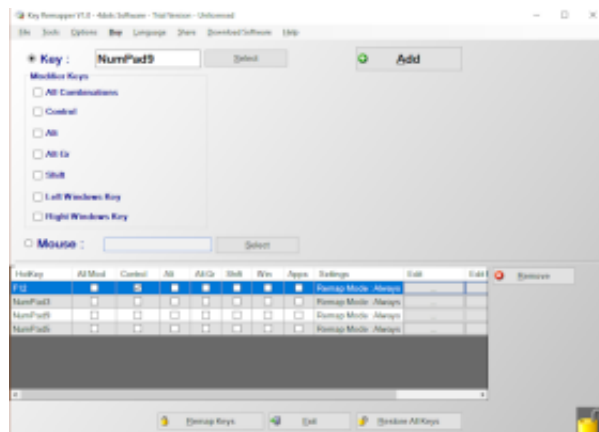 Key Remapper V1.0 - 4dots Software - Trial Version - Unlicensed
File Tools Options Buy Language Share Download Software Help
Key : NumPad9 Select Add
Modifier Keys
All Combinations
Control
Alt
Alt Gr
Shift
Left Windows Key
Right Windows Key
Mouse : Select
HotKey All Mod Control Alt Alt Gr Shift Win Apps Settings Edit Remove
F12 Remap Mode :Always ...
NumPad3 Remap Mode :Always ...
NumPad9 Remap Mode :Always ...
Remap Mode :Always ...
Remap Keys Exit Restore All Keys